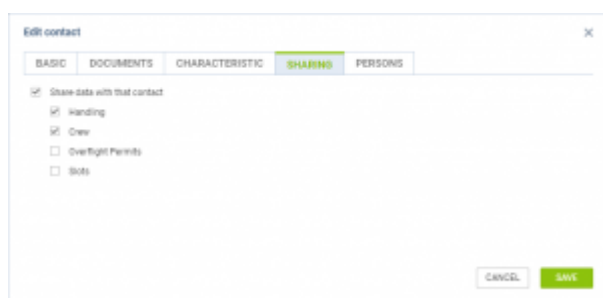 Edit contact
BASIC DOCUMENTS CHARACTERISTIC SHARING PERSONS
Share data with that contact
Handling
Crew
Overflight Permits
Slots
CANCEL SAVE